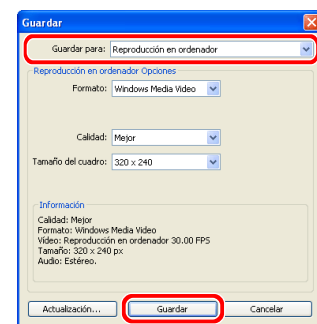 Guardar
Guardar para: Reproducción en ordenador
Reproducción en ordenador Opciones
Formato: Windows Media Video
Calidad: Mejor
Tamaño del cuadro: 320 x 240
Información
Calidad: Mejor
Formato: Windows Media Video
Vídeo: Reproducción en ordenador 30.00 FPS
Tamaño: 320 x 240 px
Audio: Estéreo.
Actualización... Guardar Cancelar